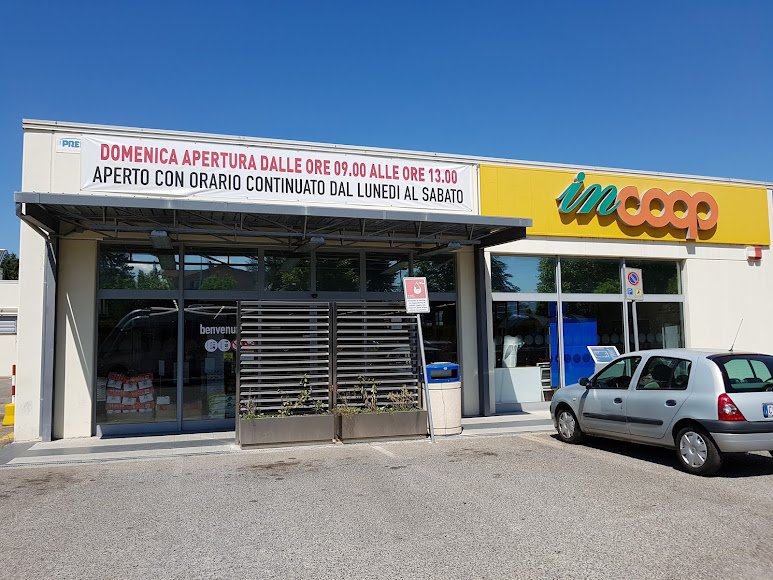 PRE
DOMENICA APERTURA DALLE ORE 09.00 ALLE ORE 13.00
APERTO CON ORARIO CONTINUATO DAL LUNEDI AL SABATO
incoop
benvenu